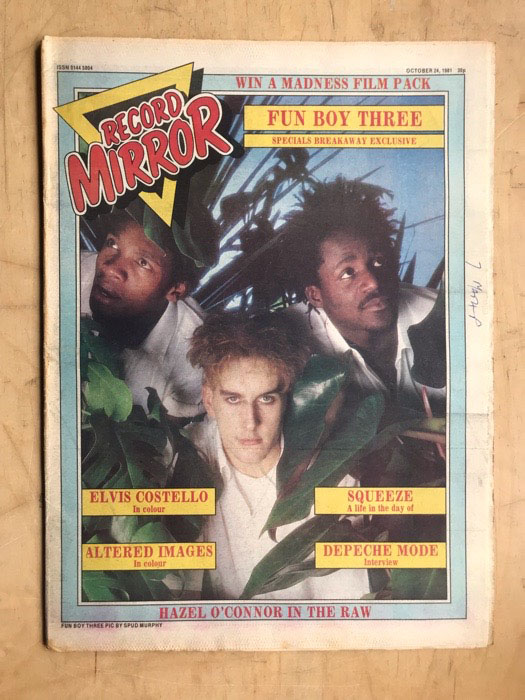 ISSN 0144 5804
OCTOBER 24, 1981 30p
WIN A MADNESS FILM PACK
RECORD
MIRROR
FUN BOY THREE
SPECIALS BREAKAWAY EXCLUSIVE
ELVIS COSTELLO
In colour
SQUEEZE
A life in the day of
ALTERED IMAGES
In colour
DEPECHE MODE
Interview
HAZEL O'CONNOR IN THE RAW
FUN BOY THREE PIC BY SPUD MURPHY